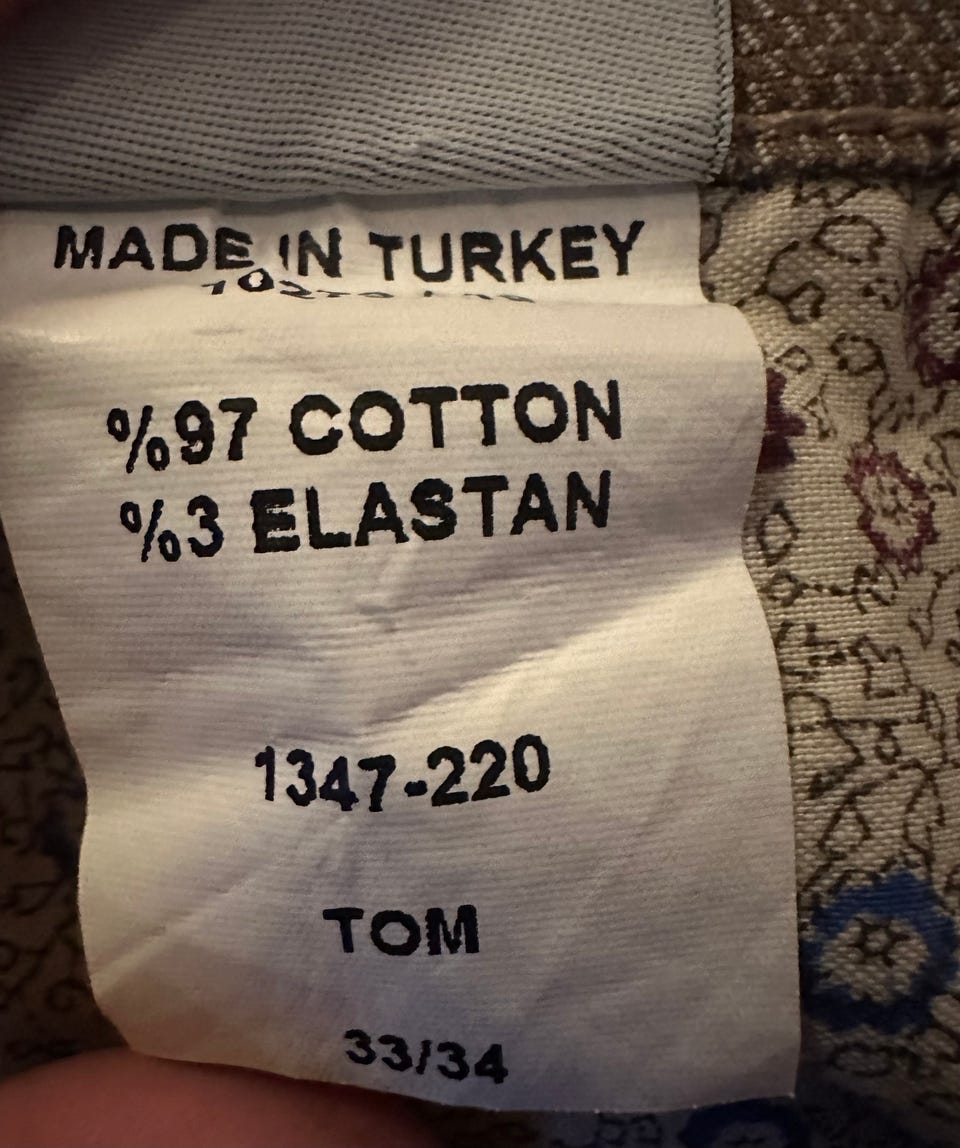 MADE IN TURKEY
%97 COTTON
%3 ELASTAN
1347-220
TOM
33/34